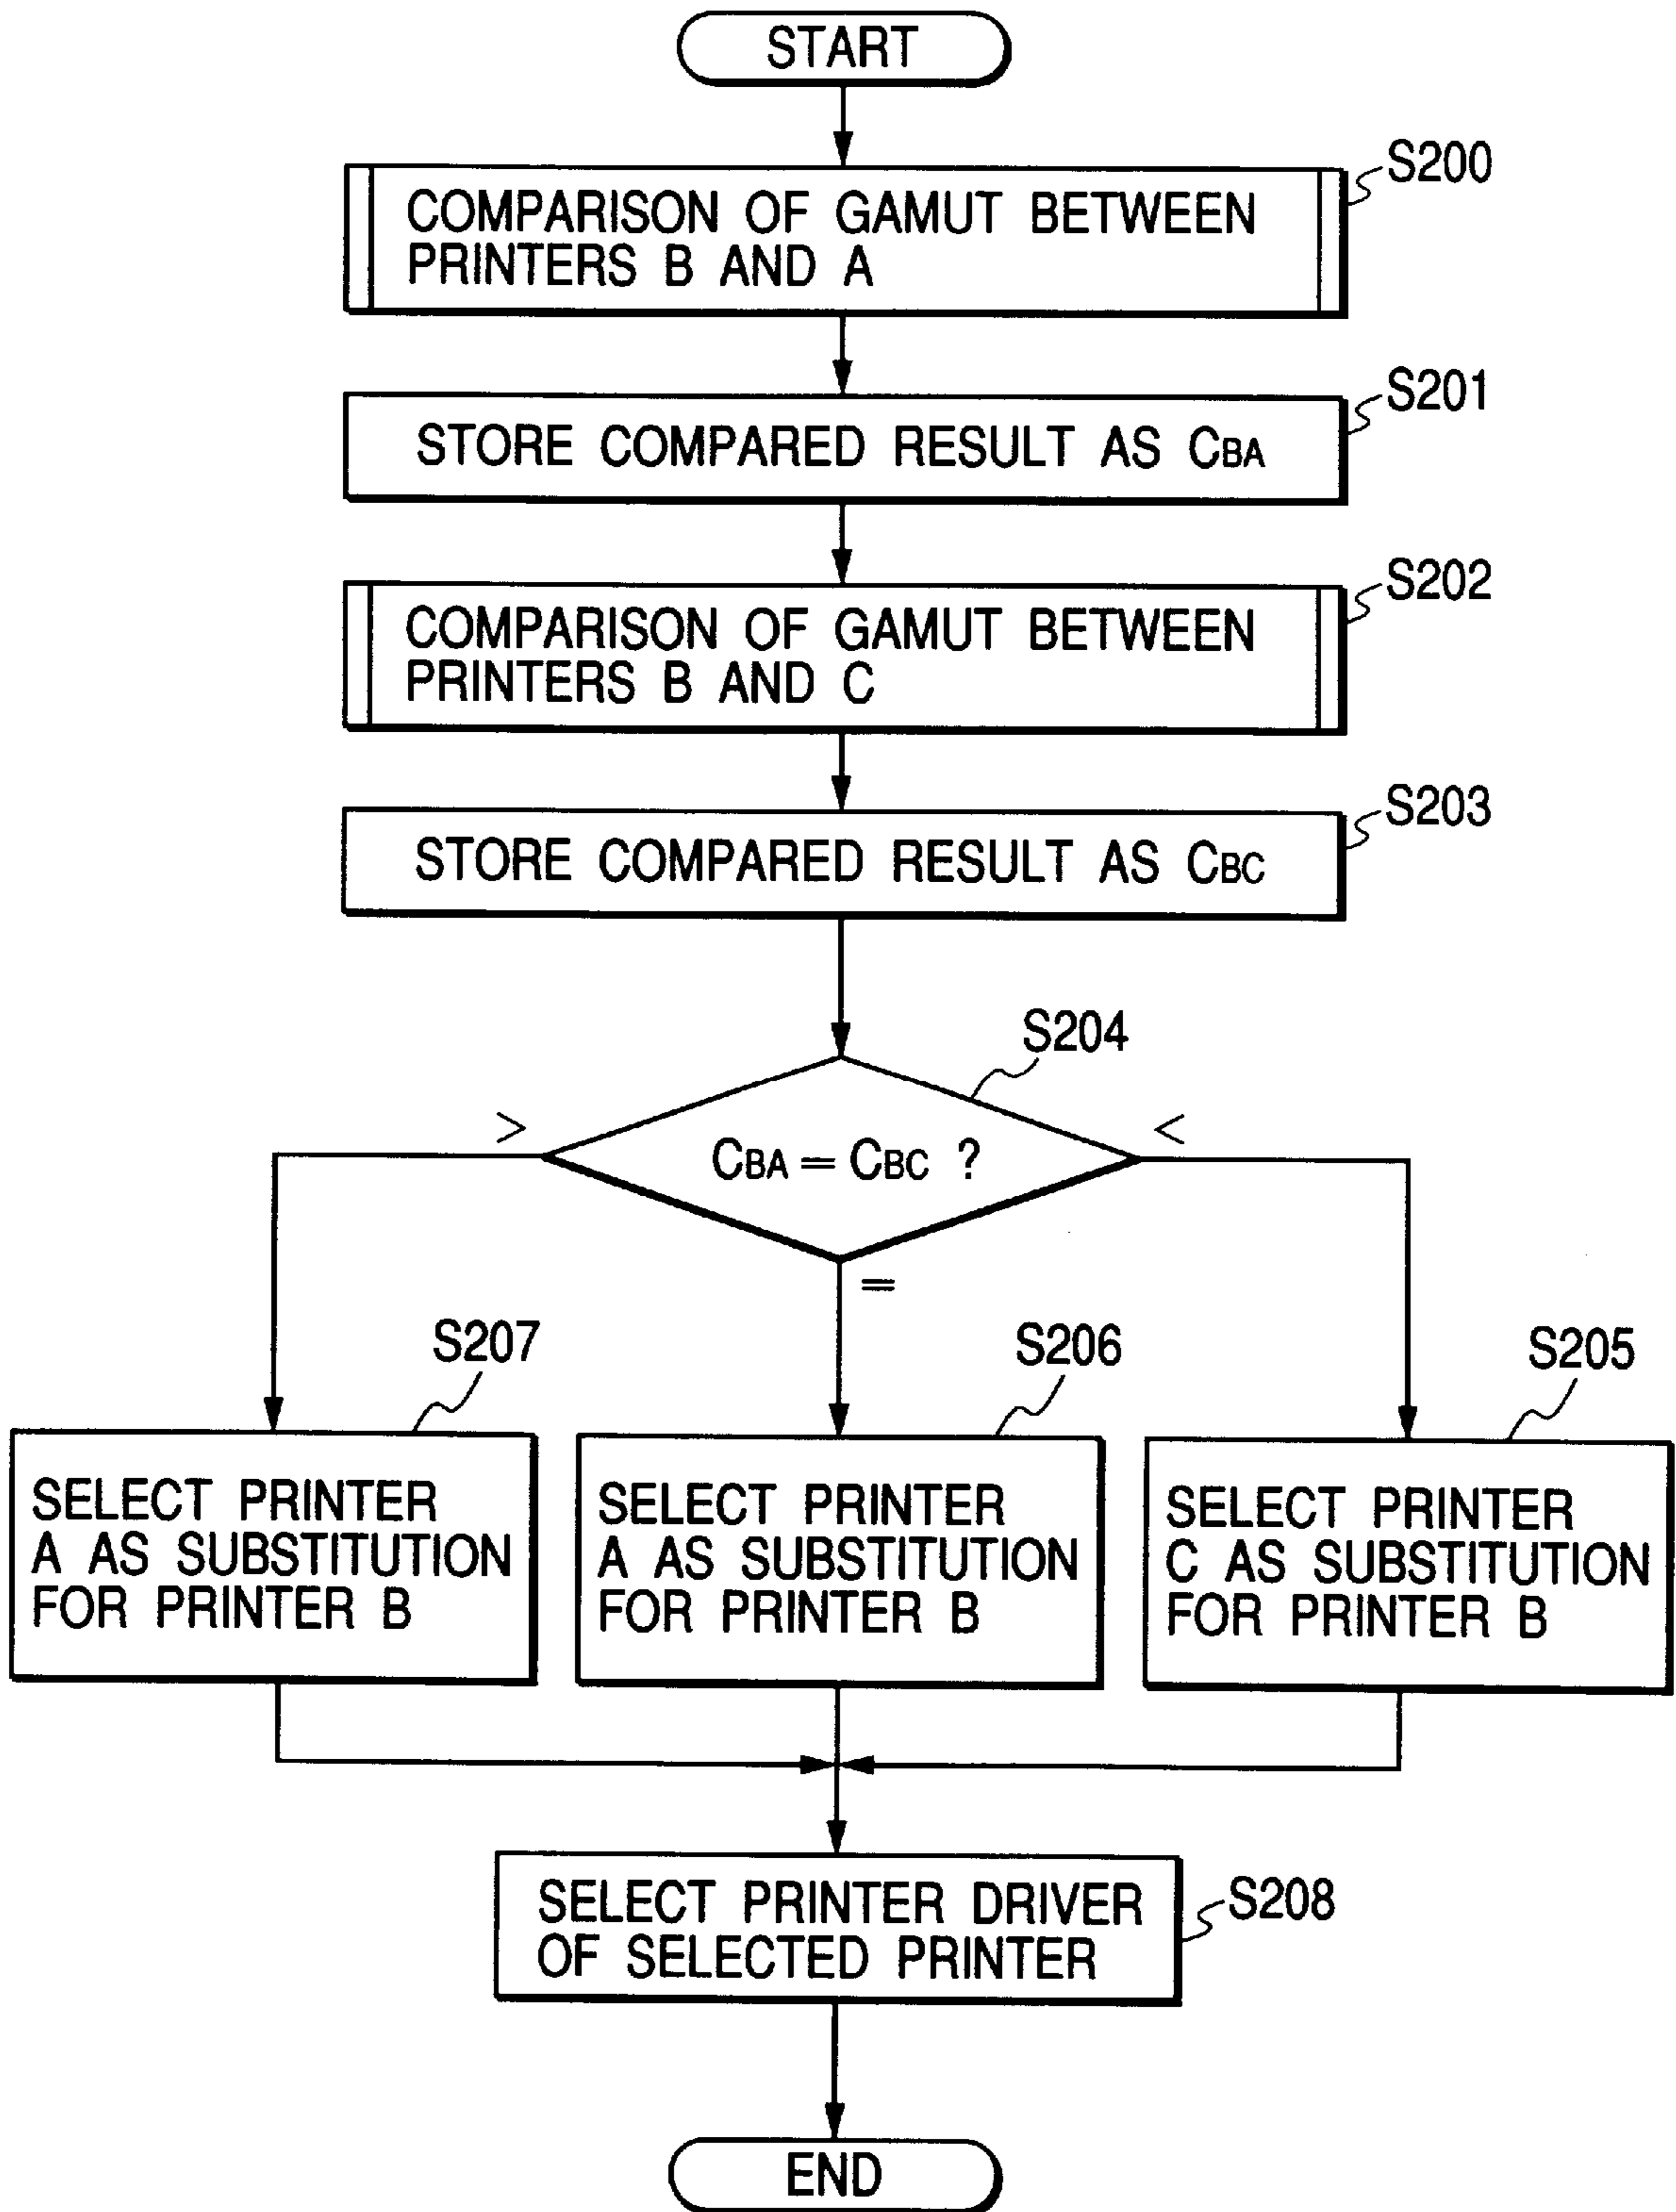 START
S200
COMPARISON OF GAMUT BETWEEN
PRINTERS B AND A
S201
STORE COMPARED RESULT AS CBA
S202
COMPARISON OF GAMUT BETWEEN
PRINTERS B AND C
S203
STORE COMPARED RESULT AS CBC
S204
>
<
CBA = CBC ?
=
S207
S206
S205
SELECT PRINTER
A AS SUBSTITUTION
FOR PRINTER B
SELECT PRINTER
A AS SUBSTITUTION
FOR PRINTER B
SELECT PRINTER
C AS SUBSTITUTION
FOR PRINTER B
SELECT PRINTER DRIVER
OF SELECTED PRINTER
S208
END